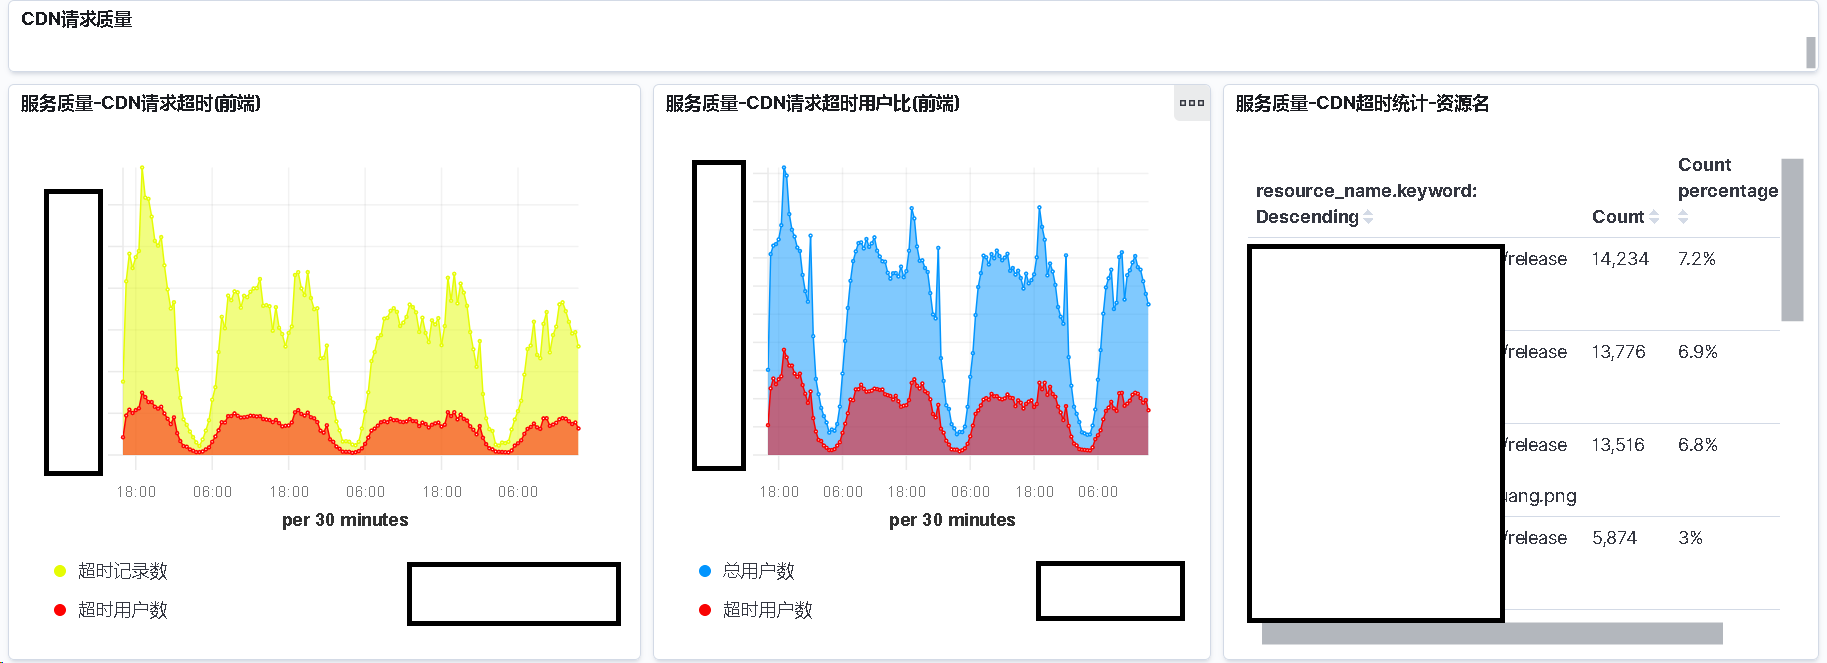 CDN请求质量
服务质量-CDN请求超时(前端)
18:00 06:00 18:00 06:00 18:00 06:00
per 30 minutes
超时记录数
超时用户数
服务质量-CDN请求超时用户比(前端)
18:00 06:00 18:00 06:00 18:00 06:00
per 30 minutes
总用户数
超时用户数
服务质量-CDN超时统计-资源名
resource_name.keyword: Descending Count Count percentage
/release 14,234 7.2%
/release 13,776 6.9%
/release 13,516 6.8%
uang.png
/release 5,874 3%